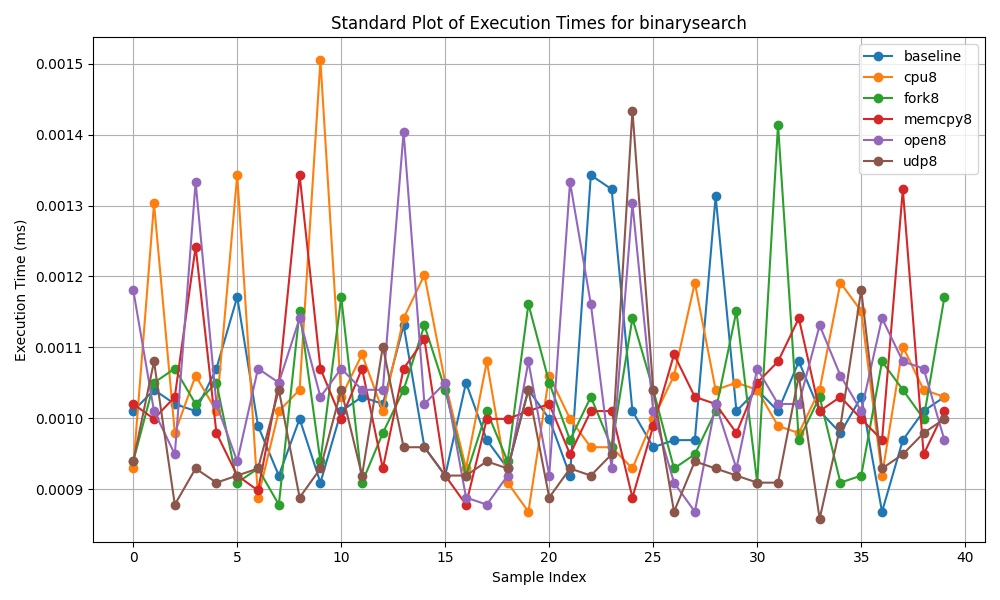 Standard Plot of Execution Times for binarysearch
baseline
cpu8
fork8
memcpy8
open8
udp8
Execution Time (ms)
0.0015
0.0014
0.0013
0.0012
0.0011
0.0010
0.0009
0 5 10 15 20 25 30 35 40
Sample Index